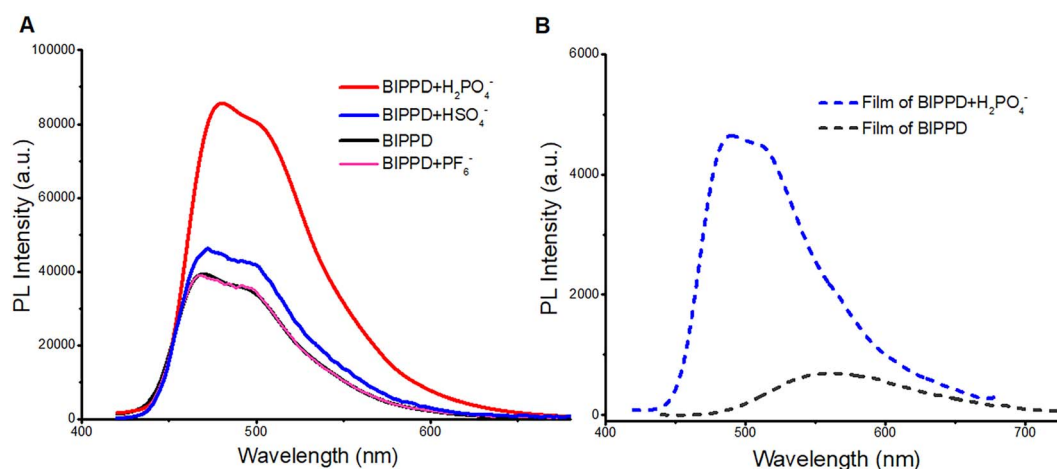 A
PL Intensity (a.u.)
100000
80000
60000
40000
20000
0
400
500
600
Wavelength (nm)
BIPPD+H₂PO₄⁻
BIPPD+HSO₄⁻
BIPPD
BIPPD+PF₆⁻
B
PL Intensity (a.u.)
6000
4000
2000
0
400
500
600
700
Wavelength (nm)
Film of BIPPD+H₂PO₄⁻
Film of BIPPD